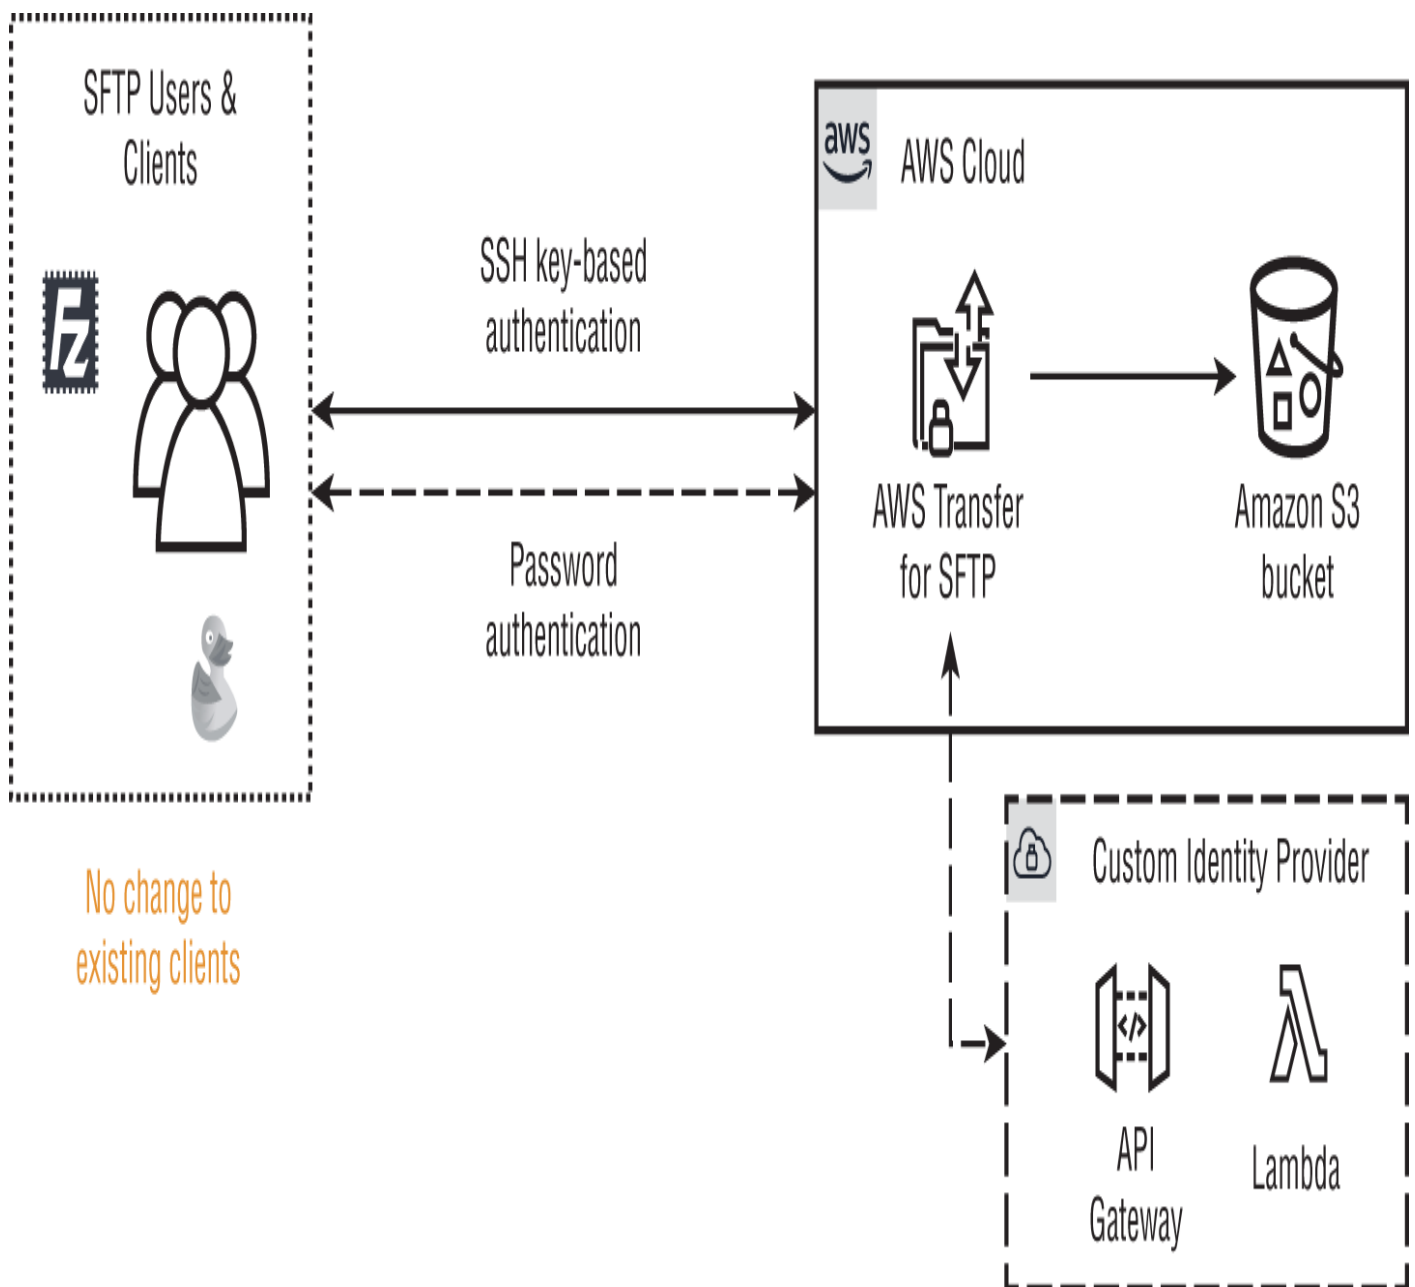 SFTP Users &
Clients
Fz
SSH key-based
authentication
Password
authentication
aws
AWS Cloud
AWS Transfer
for SFTP
Amazon S3
bucket
No change to
existing clients
Custom Identity Provider
</>
API
Gateway
Lambda